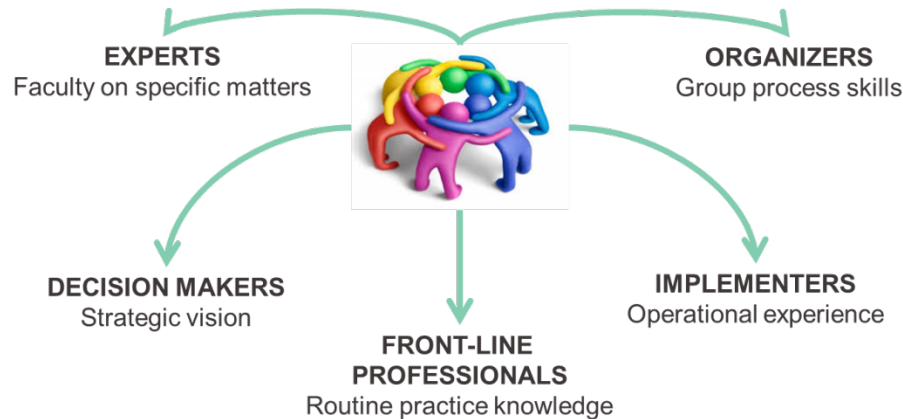 EXPERTS
Faculty on specific matters
ORGANIZERS
Group process skills
DECISION MAKERS
Strategic vision
IMPLEMENTERS
Operational experience
FRONT-LINE
PROFESSIONALS
Routine practice knowledge